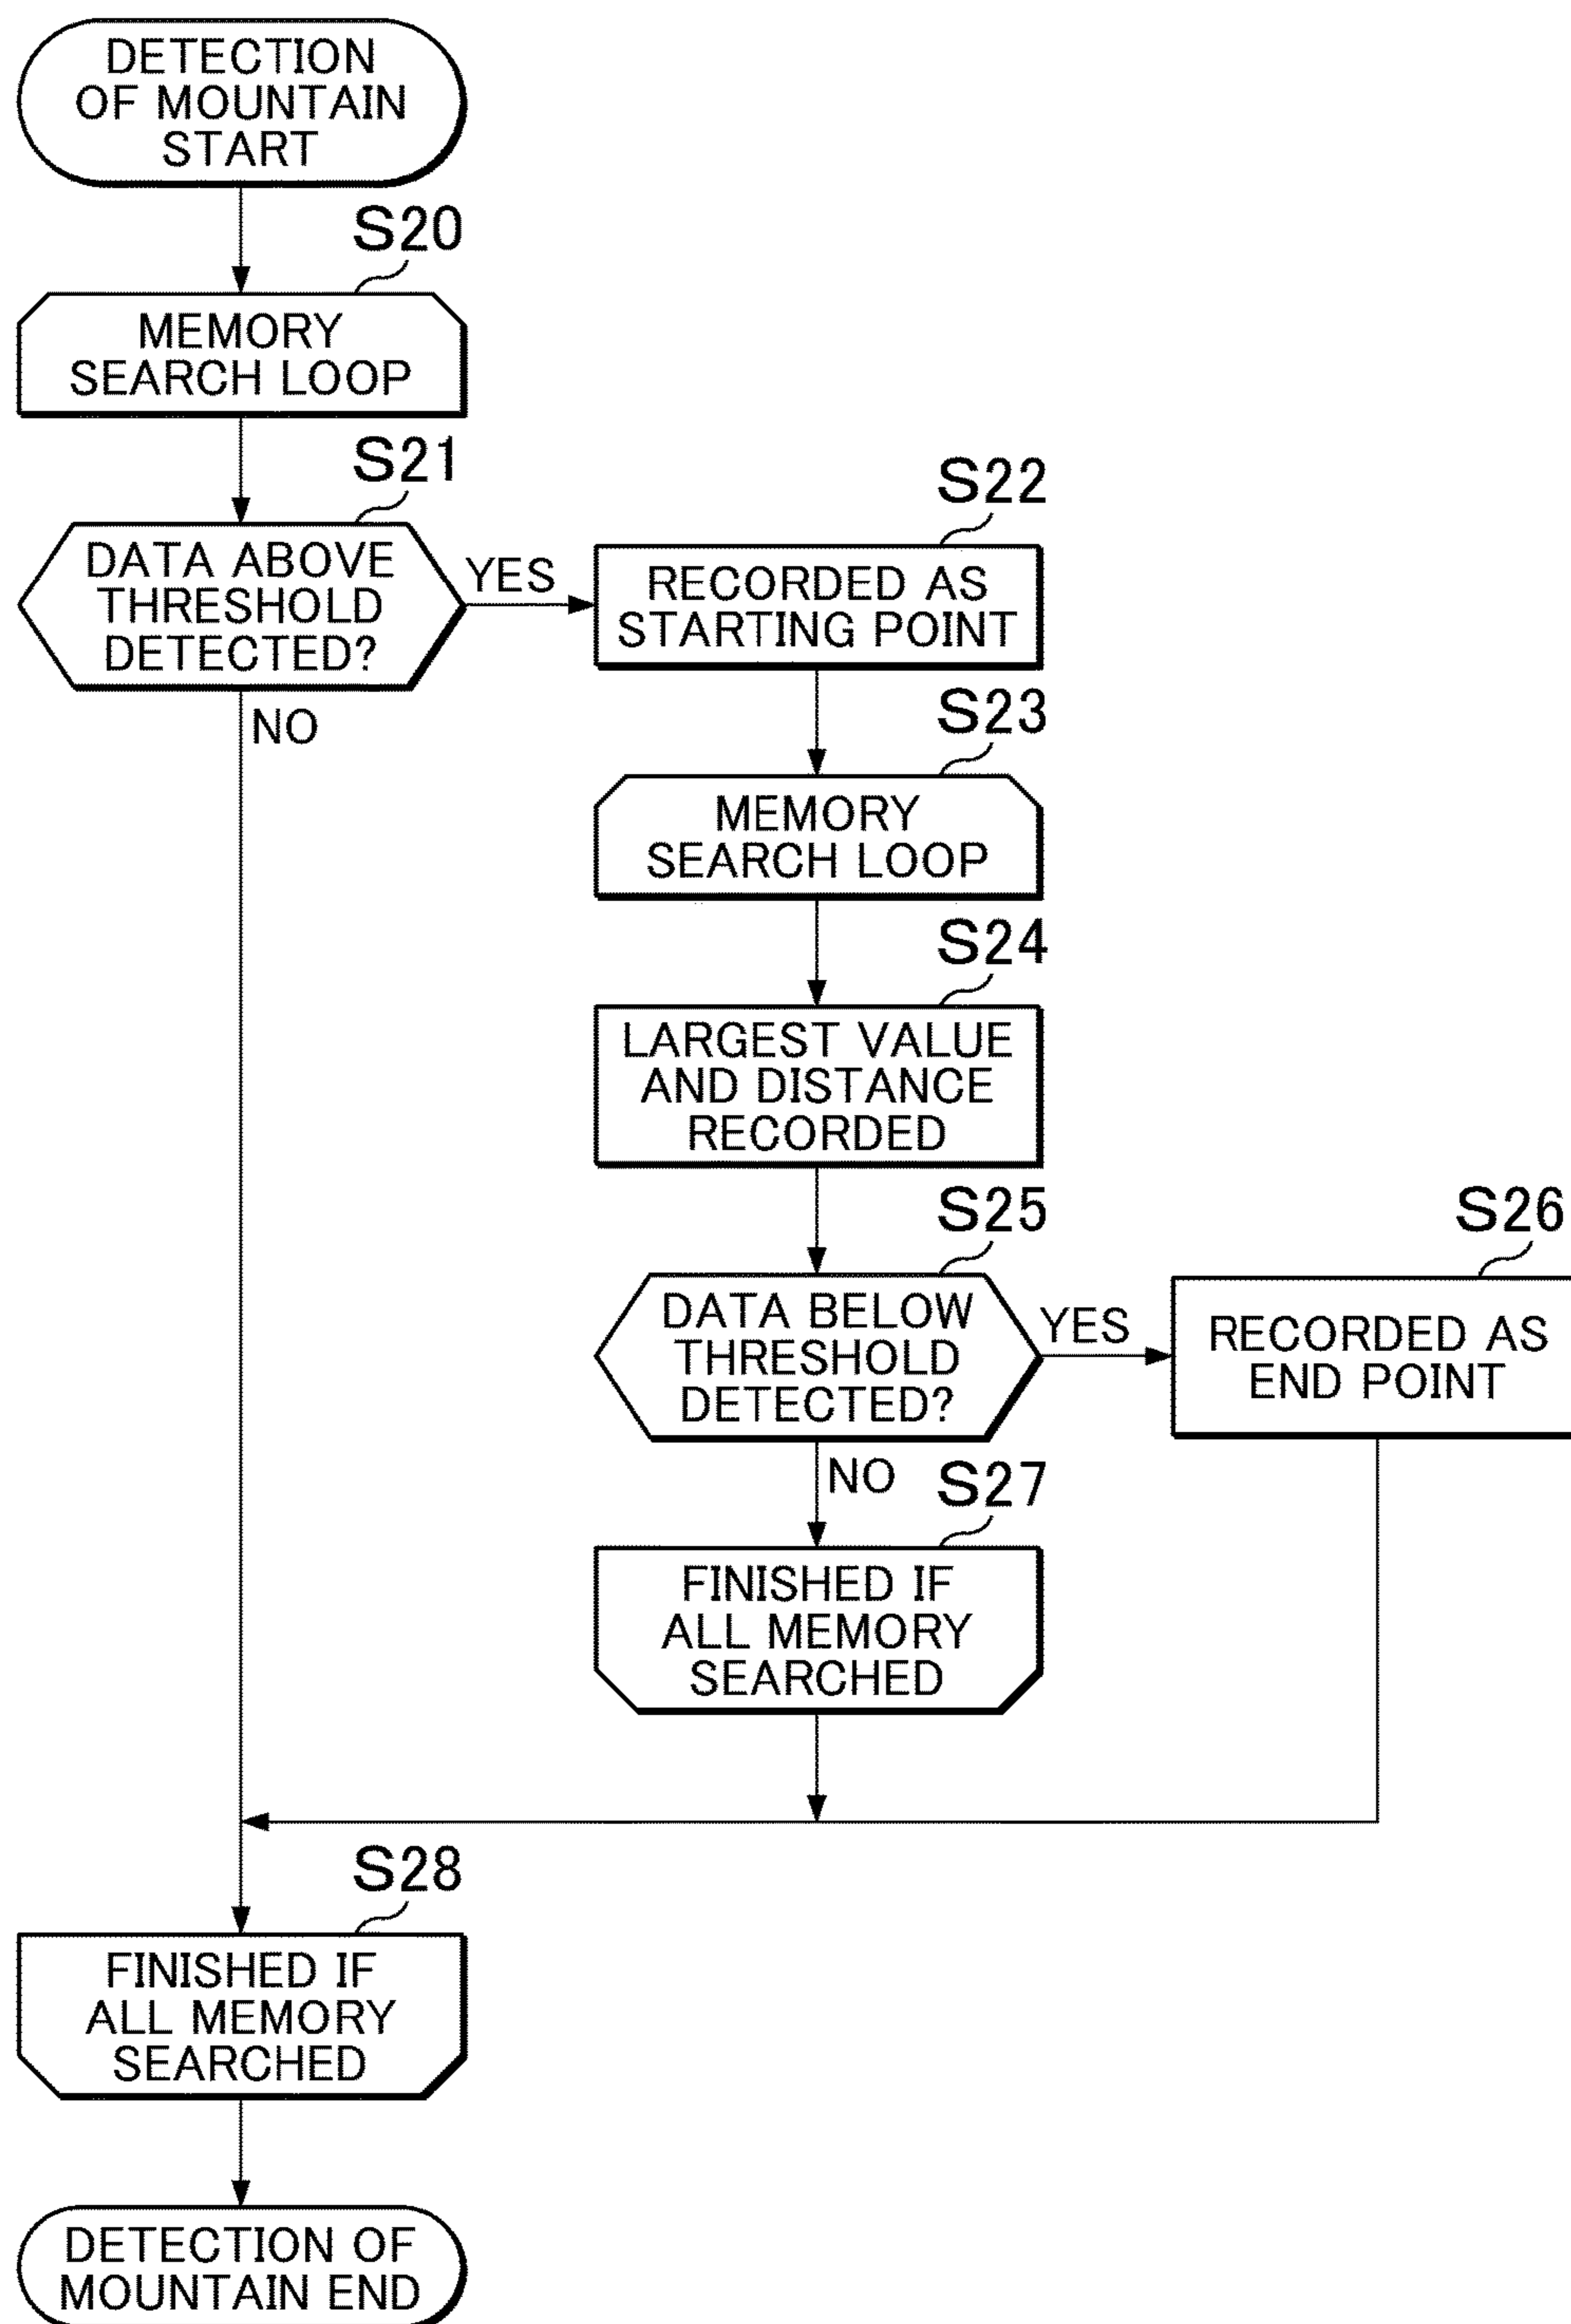 DETECTION
OF MOUNTAIN
START
S20
MEMORY
SEARCH LOOP
S21
DATA ABOVE
THRESHOLD
DETECTED?
YES
NO
S22
RECORDED AS
STARTING POINT
S23
MEMORY
SEARCH LOOP
S24
LARGEST VALUE
AND DISTANCE
RECORDED
S25
DATA BELOW
THRESHOLD
DETECTED?
YES
NO
S26
RECORDED AS
END POINT
S27
FINISHED IF
ALL MEMORY
SEARCHED
S28
FINISHED IF
ALL MEMORY
SEARCHED
DETECTION OF
MOUNTAIN END